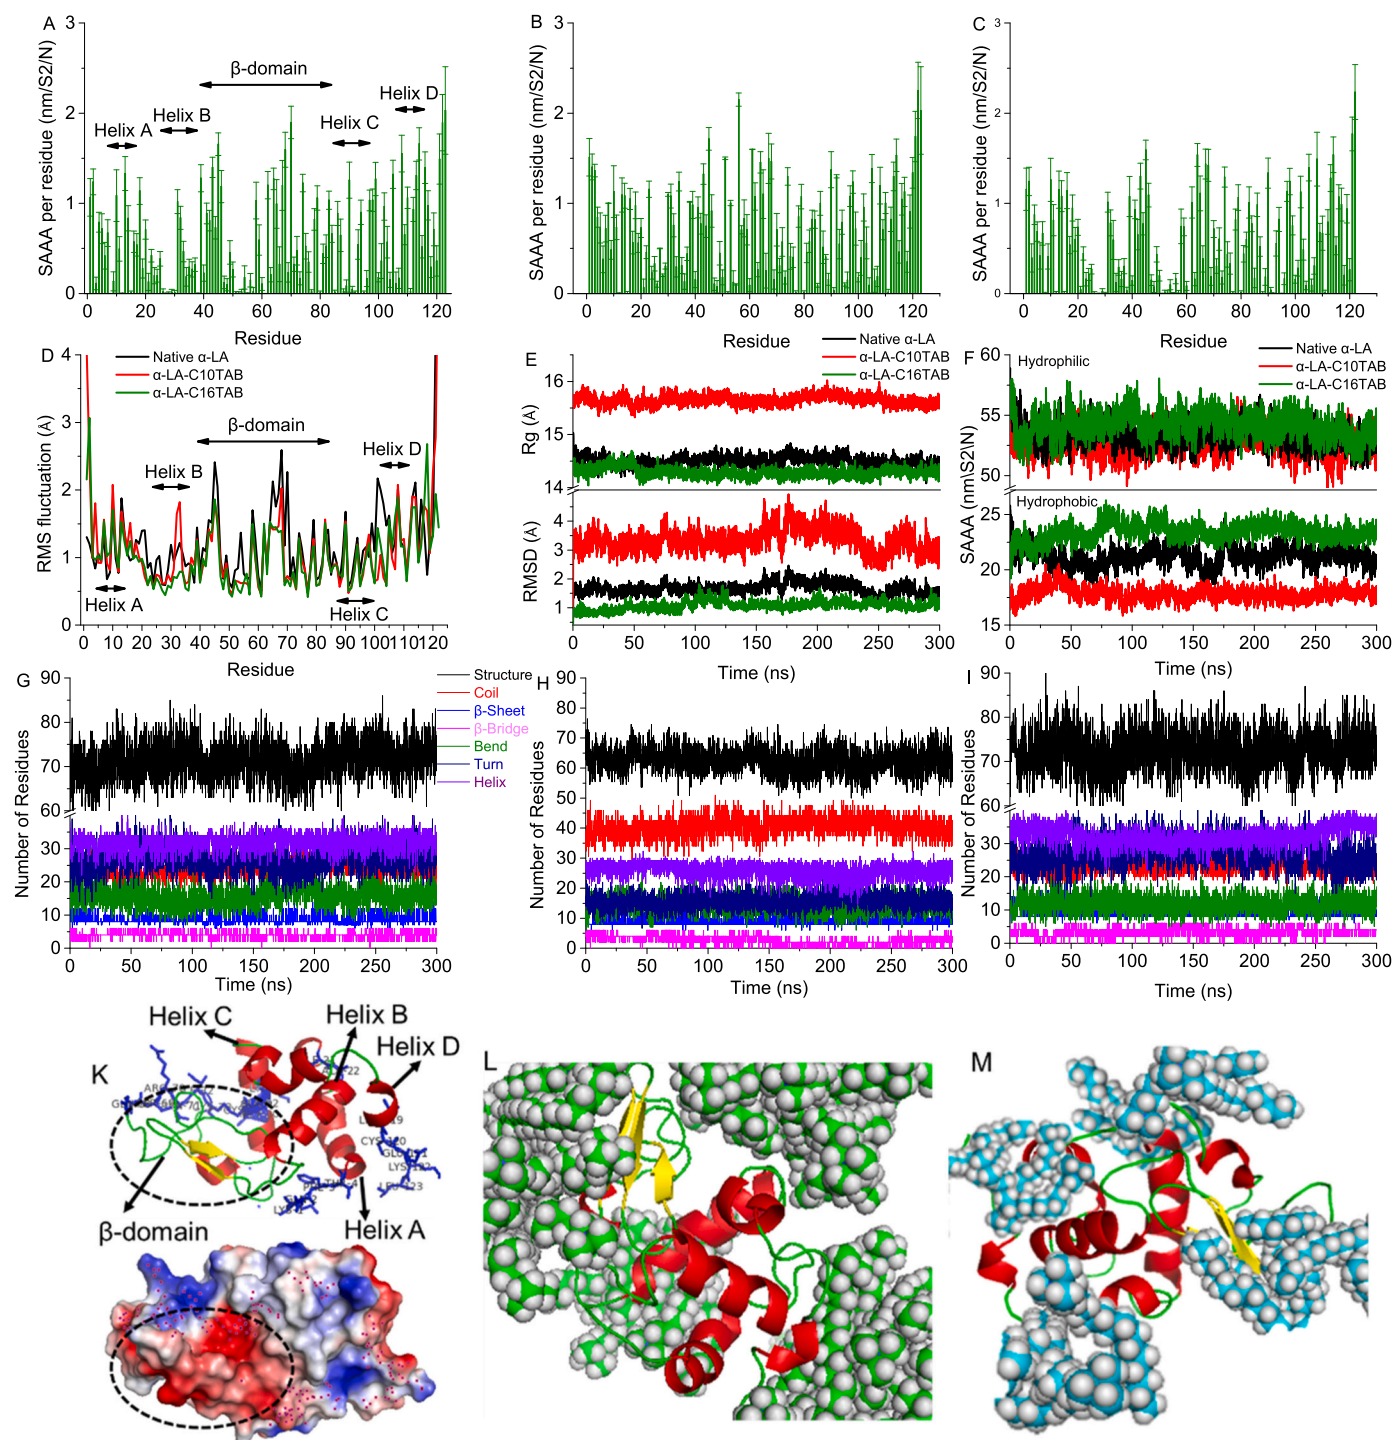 A
B
C
SAAA per residue (nm/S2/N)
SAAA per residue (nm/S2/N)
SAAA per residue (nm/S2/N)
3
2
1
0
3
2
1
0
3
2
1
0
β-domain
Helix A
Helix B
Helix C
Helix D
0 20 40 60 80 100 120
0 20 40 60 80 100 120
0 20 40 60 80 100 120
Residue
Residue
Residue
D
Native α-LA
α-LA-C10TAB
α-LA-C16TAB
RMS fluctuation (Å)
4
3
2
1
0
β-domain
Helix B
Helix D
Helix A
Helix C
0 10 20 30 40 50 60 70 80 90 100 110 120
Residue
E
Native α-LA
α-LA-C10TAB
α-LA-C16TAB
Rg (Å)
16
15
14
RMSD (Å)
4
3
2
1
0 50 100 150 200 250 300
Time (ns)
F
Hydrophilic
Native α-LA
α-LA-C10TAB
α-LA-C16TAB
SAAA (nm\S2\N)
60
55
50
Hydrophobic
25
20
15
0 50 100 150 200 250 300
Time (ns)
G
Structure
Coil
β-Sheet
β-Bridge
Bend
Turn
Helix
Number of Residues
90
80
70
60
30
20
10
0
0 50 100 150 200 250 300
Time (ns)
H
Number of Residues
90
80
70
60
50
40
30
20
10
0
0 50 100 150 200 250 300
Time (ns)
I
Number of Residues
90
80
70
60
40
30
20
10
0
0 50 100 150 200 250 300
Time (ns)
K
Helix C
Helix B
Helix D
β-domain
Helix A
L
M